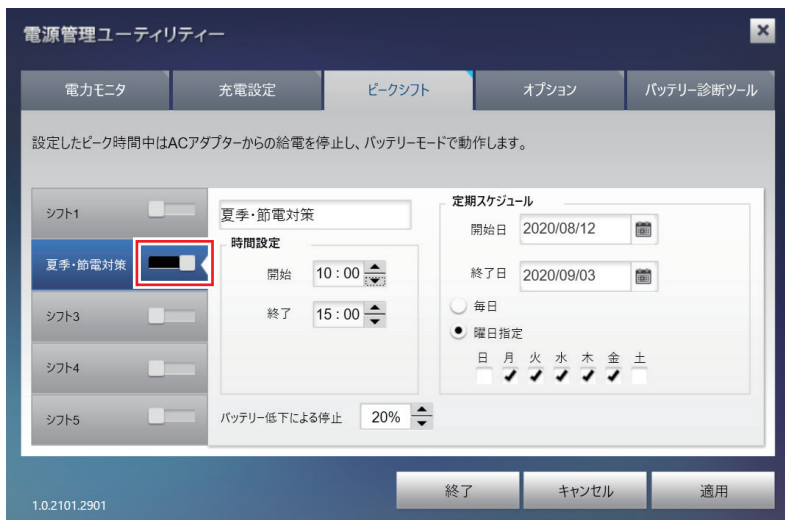 電源管理ユーティリティー
電力モニタ 充電設定 ピークシフト オプション バッテリー診断ツール
設定したピーク時間中はACアダプターからの給電を停止し、バッテリーモードで動作します。
シフト1
夏季・節電対策
シフト3
シフト4
シフト5
夏季・節電対策
時間設定
開始 10:00
終了 15:00
バッテリー低下による停止 20%
定期スケジュール
開始日 2020/08/12
終了日 2020/09/03
毎日
曜日指定
日 月 火 水 木 金 土
1.0.2101.2901
終了 キャンセル 適用